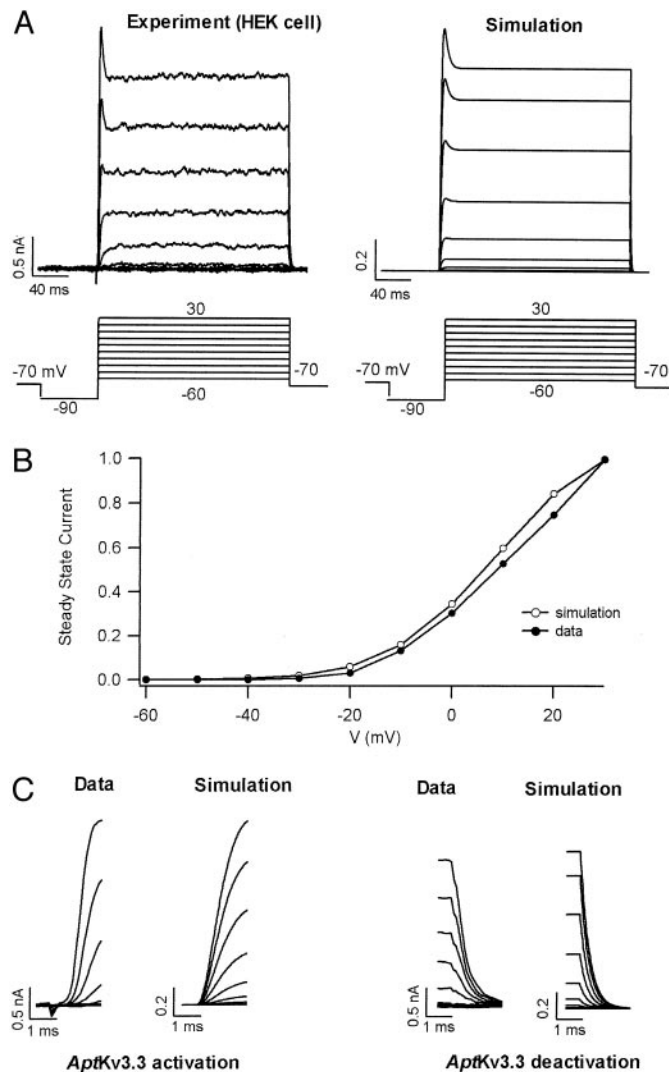 A
Experiment (HEK cell)
Simulation
0.5 nA
40 ms
0.2
40 ms
30
-70 mV
-90
-60
-70
30
-70 mV
-90
-60
-70
B
Steady State Current
1.0
0.8
0.6
0.4
0.2
0.0
simulation
data
-60
-40
-20
0
20
V (mV)
C
Data
Simulation
Data
Simulation
0.5 nA
1 ms
0.2
1 ms
0.5 nA
1 ms
0.2
1 ms
AptKv3.3 activation
AptKv3.3 deactivation